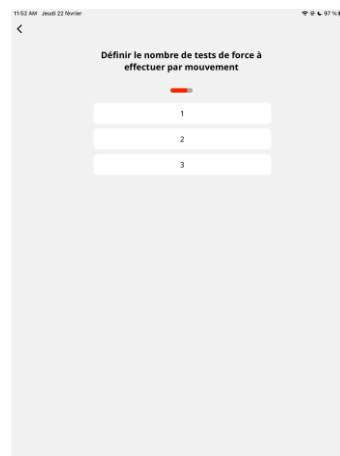 11:52 AM Jeudi 22 février
97 %
Définir le nombre de tests de force à
effectuer par mouvement
1
2
3